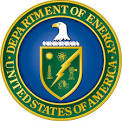 DEPARTMENT OF ENERGY
UNITED STATES OF AMERICA